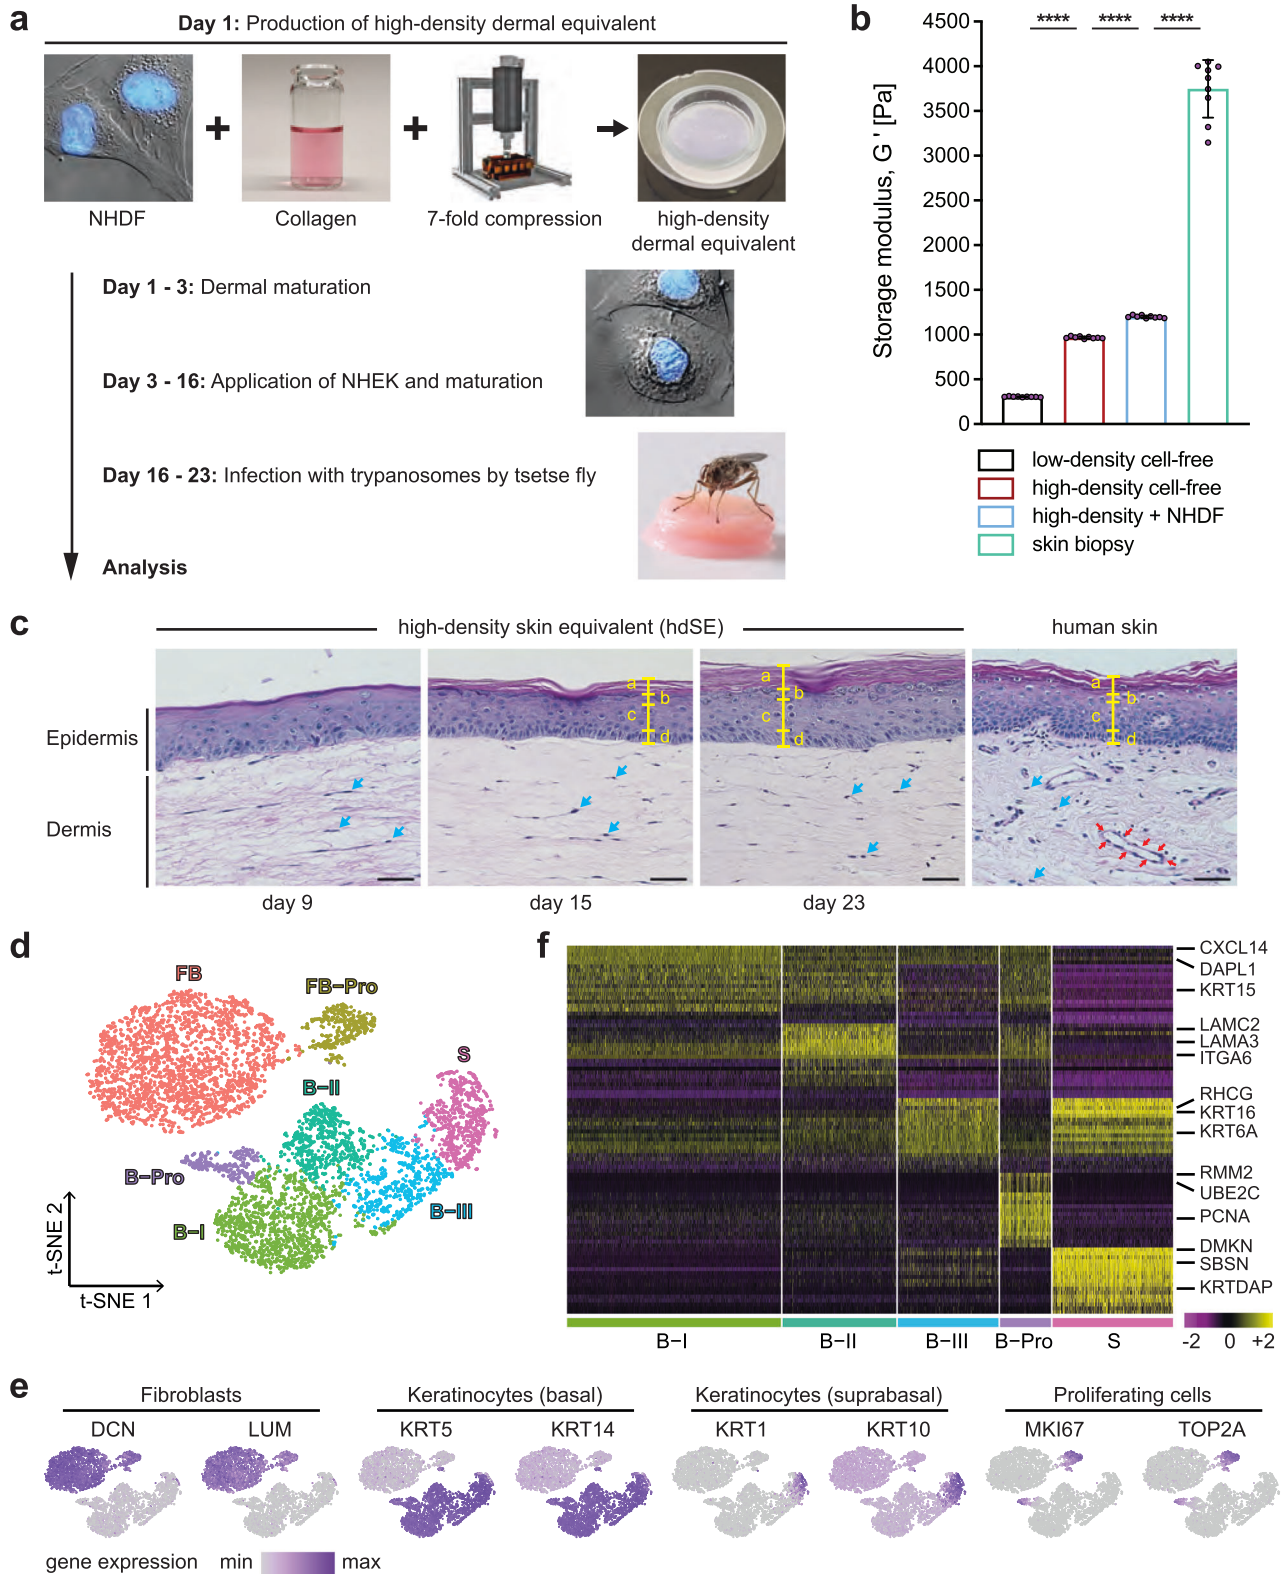 a
Day 1: Production of high-density dermal equivalent
NHDF
Collagen
7-fold compression
high-density
dermal equivalent
Day 1 - 3: Dermal maturation
Day 3 - 16: Application of NHEK and maturation
Day 16 - 23: Infection with trypanosomes by tsetse fly
Analysis
b
Storage modulus, G ' [Pa]
4500
4000
3500
3000
2500
2000
1500
1000
500
0
**** **** ****
low-density cell-free
high-density cell-free
high-density + NHDF
skin biopsy
c
high-density skin equivalent (hdSE)
human skin
Epidermis
Dermis
a
b
c
d
a
b
c
d
a
b
c
d
day 9
day 15
day 23
d
FB
FB-Pro
S
B-II
B-Pro
B-III
B-I
t-SNE 2
t-SNE 1
f
CXCL14
DAPL1
KRT15
LAMC2
LAMA3
ITGA6
RHCG
KRT16
KRT6A
RMM2
UBE2C
PCNA
DMKN
SBSN
KRTDAP
B-I
B-II
B-III
B-Pro
S
-2 0 +2
e
Fibroblasts
Keratinocytes (basal)
Keratinocytes (suprabasal)
Proliferating cells
DCN
LUM
KRT5
KRT14
KRT1
KRT10
MKI67
TOP2A
gene expression min max